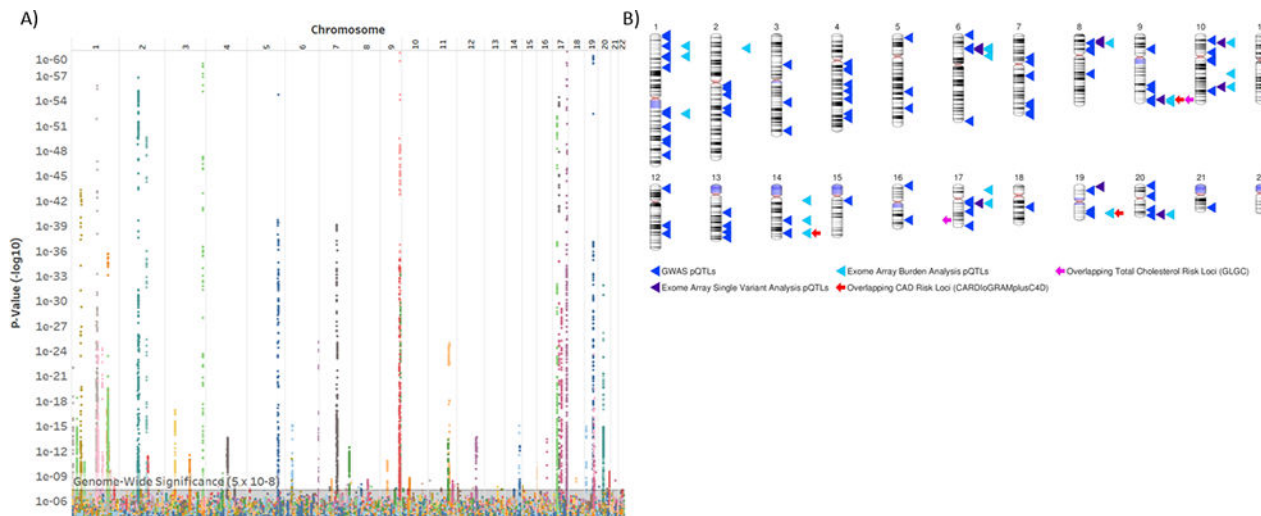 A)
Chromosome
1 2 3 4 5 6 7 8 9 10 11 12 13 14 15 16 17 18 19 20 21 22
P-Value (-log10)
1e-60
1e-57
1e-54
1e-51
1e-48
1e-45
1e-42
1e-39
1e-36
1e-33
1e-30
1e-27
1e-24
1e-21
1e-18
1e-15
1e-12
1e-09
1e-06
Genome-Wide Significance (5 x 10-8)
B)
1 2 3 4 5 6 7 8 9 10
12 13 14 15 16 17 18 19 20 21
GWAS pQTLs
Exome Array Burden Analysis pQTLs
Overlapping Total Cholesterol Risk Loci (GLGC)
Exome Array Single Variant Analysis pQTLs
Overlapping CAD Risk Loci (CARDIoGRAMplusC4D)